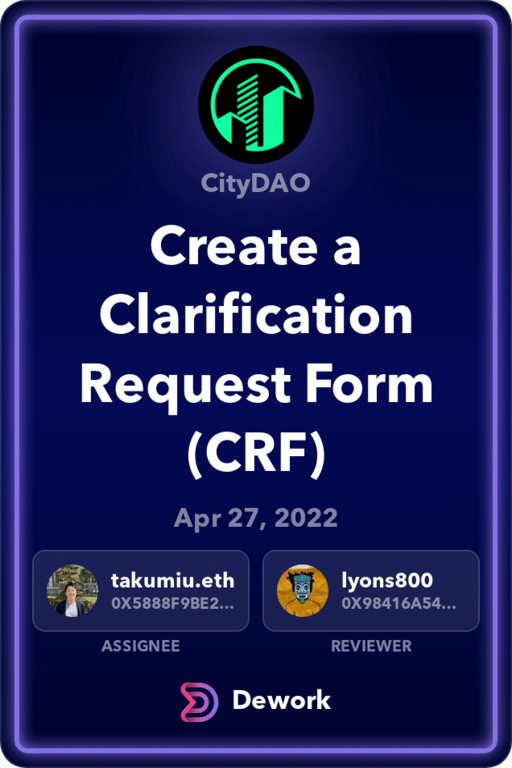 CityDAO
Create a
Clarification
Request Form
(CRF)
Apr 27, 2022
takumiu.eth
0X5888F9BE2...
ASSIGNEE
lyons800
0X98416A54...
REVIEWER
Dework